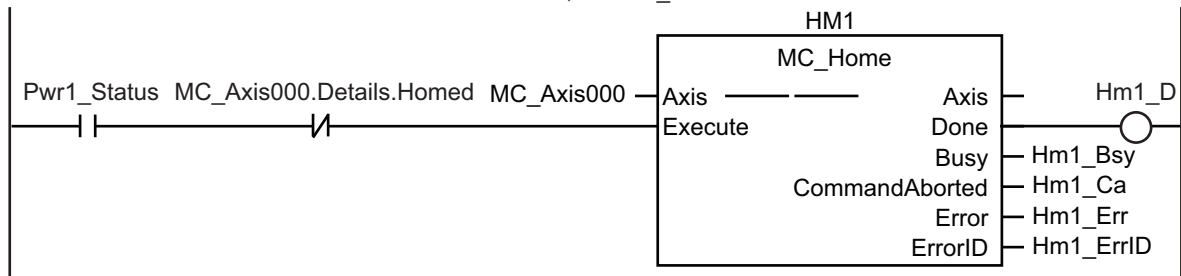 HM1
MC_Home
Pwr1_Status MC_Axis000.Details.Homed MC_Axis000 Axis Axis Hm1_D
Execute Done
Busy Hm1_Bsy
CommandAborted Hm1_Ca
Error Hm1_Err
ErrorID Hm1_ErrID